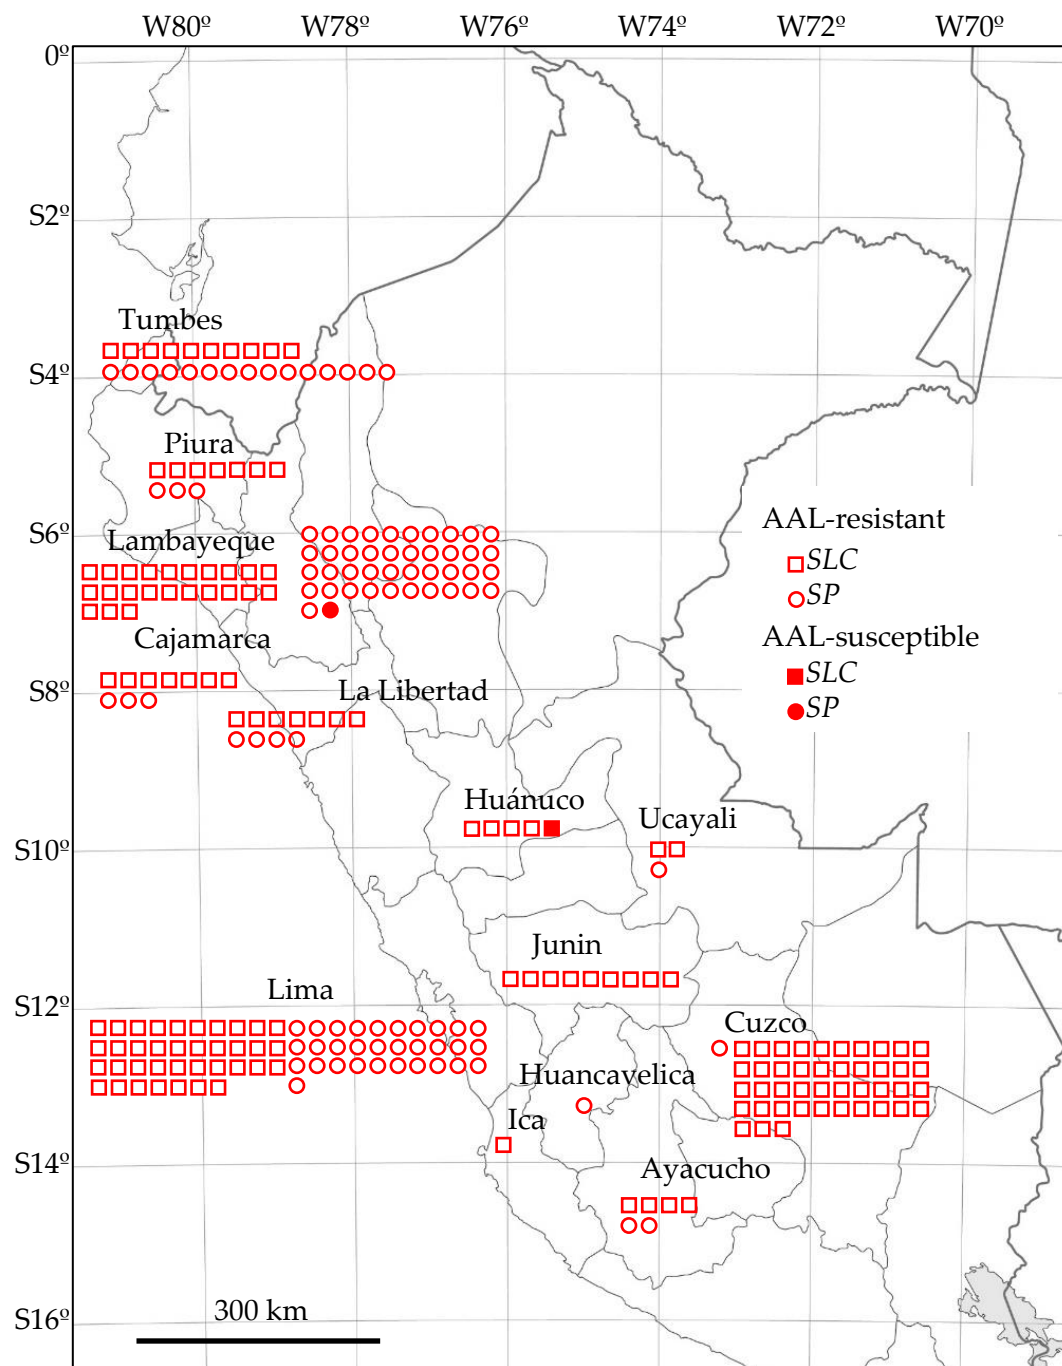 W80º W78º W76º W74º W72º W70º
0º
S2º
Tumbes
S4º
Piura
AAL-resistant
S6º
Lambayeque
SLC
SP
Cajamarca
AAL-susceptible
SLC
S8º
La Libertad
SP
Huánuco
Ucayali
S10º
Junin
Lima
S12º
Cuzco
Huancavelica
Ica
S14º
Ayacucho
300 km
S16º